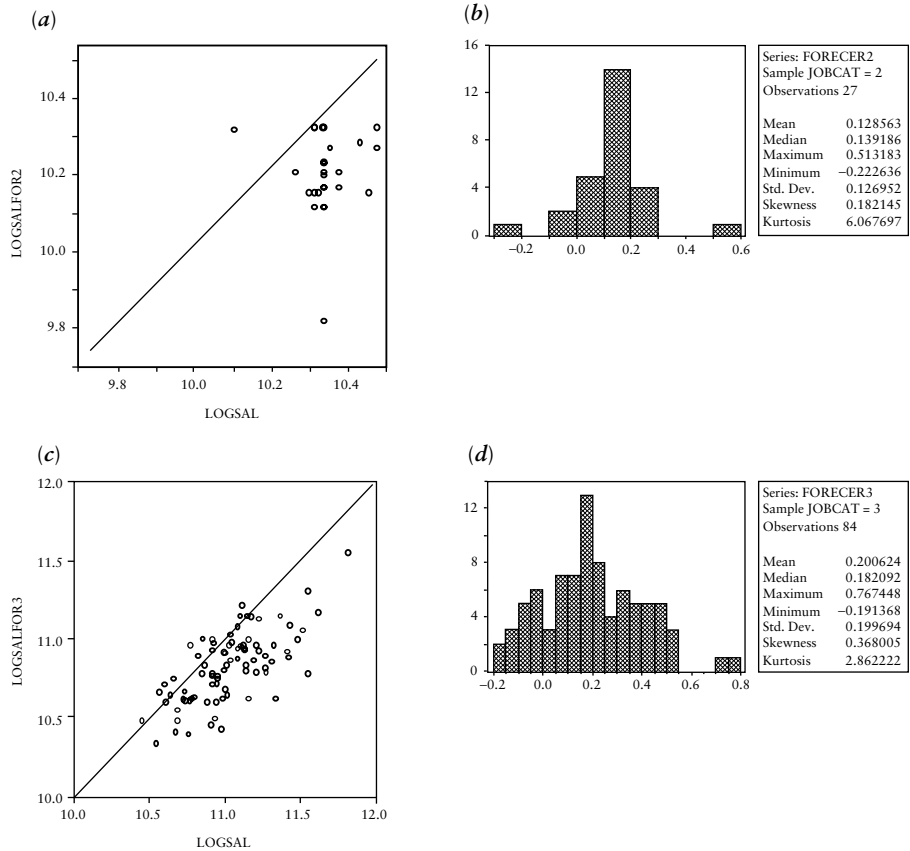 (a)
LOGSALFOR2
10.4
10.2
10.0
9.8
9.8 10.0 10.2 10.4
LOGSAL
(b)
16
12
8
4
0
−0.2 0.0 0.2 0.4 0.6
Series: FORECER2
Sample JOBCAT = 2
Observations 27
Mean 0.128563
Median 0.139186
Maximum 0.513183
Minimum −0.222636
Std. Dev. 0.126952
Skewness 0.182145
Kurtosis 6.067697
(c)
LOGSALFOR3
12.0
11.5
11.0
10.5
10.0
10.0 10.5 11.0 11.5 12.0
LOGSAL
(d)
12
8
4
0
−0.2 0.0 0.2 0.4 0.6 0.8
Series: FORECER3
Sample JOBCAT = 3
Observations 84
Mean 0.200624
Median 0.182092
Maximum 0.767448
Minimum −0.191368
Std. Dev. 0.199694
Skewness 0.368005
Kurtosis 2.862222